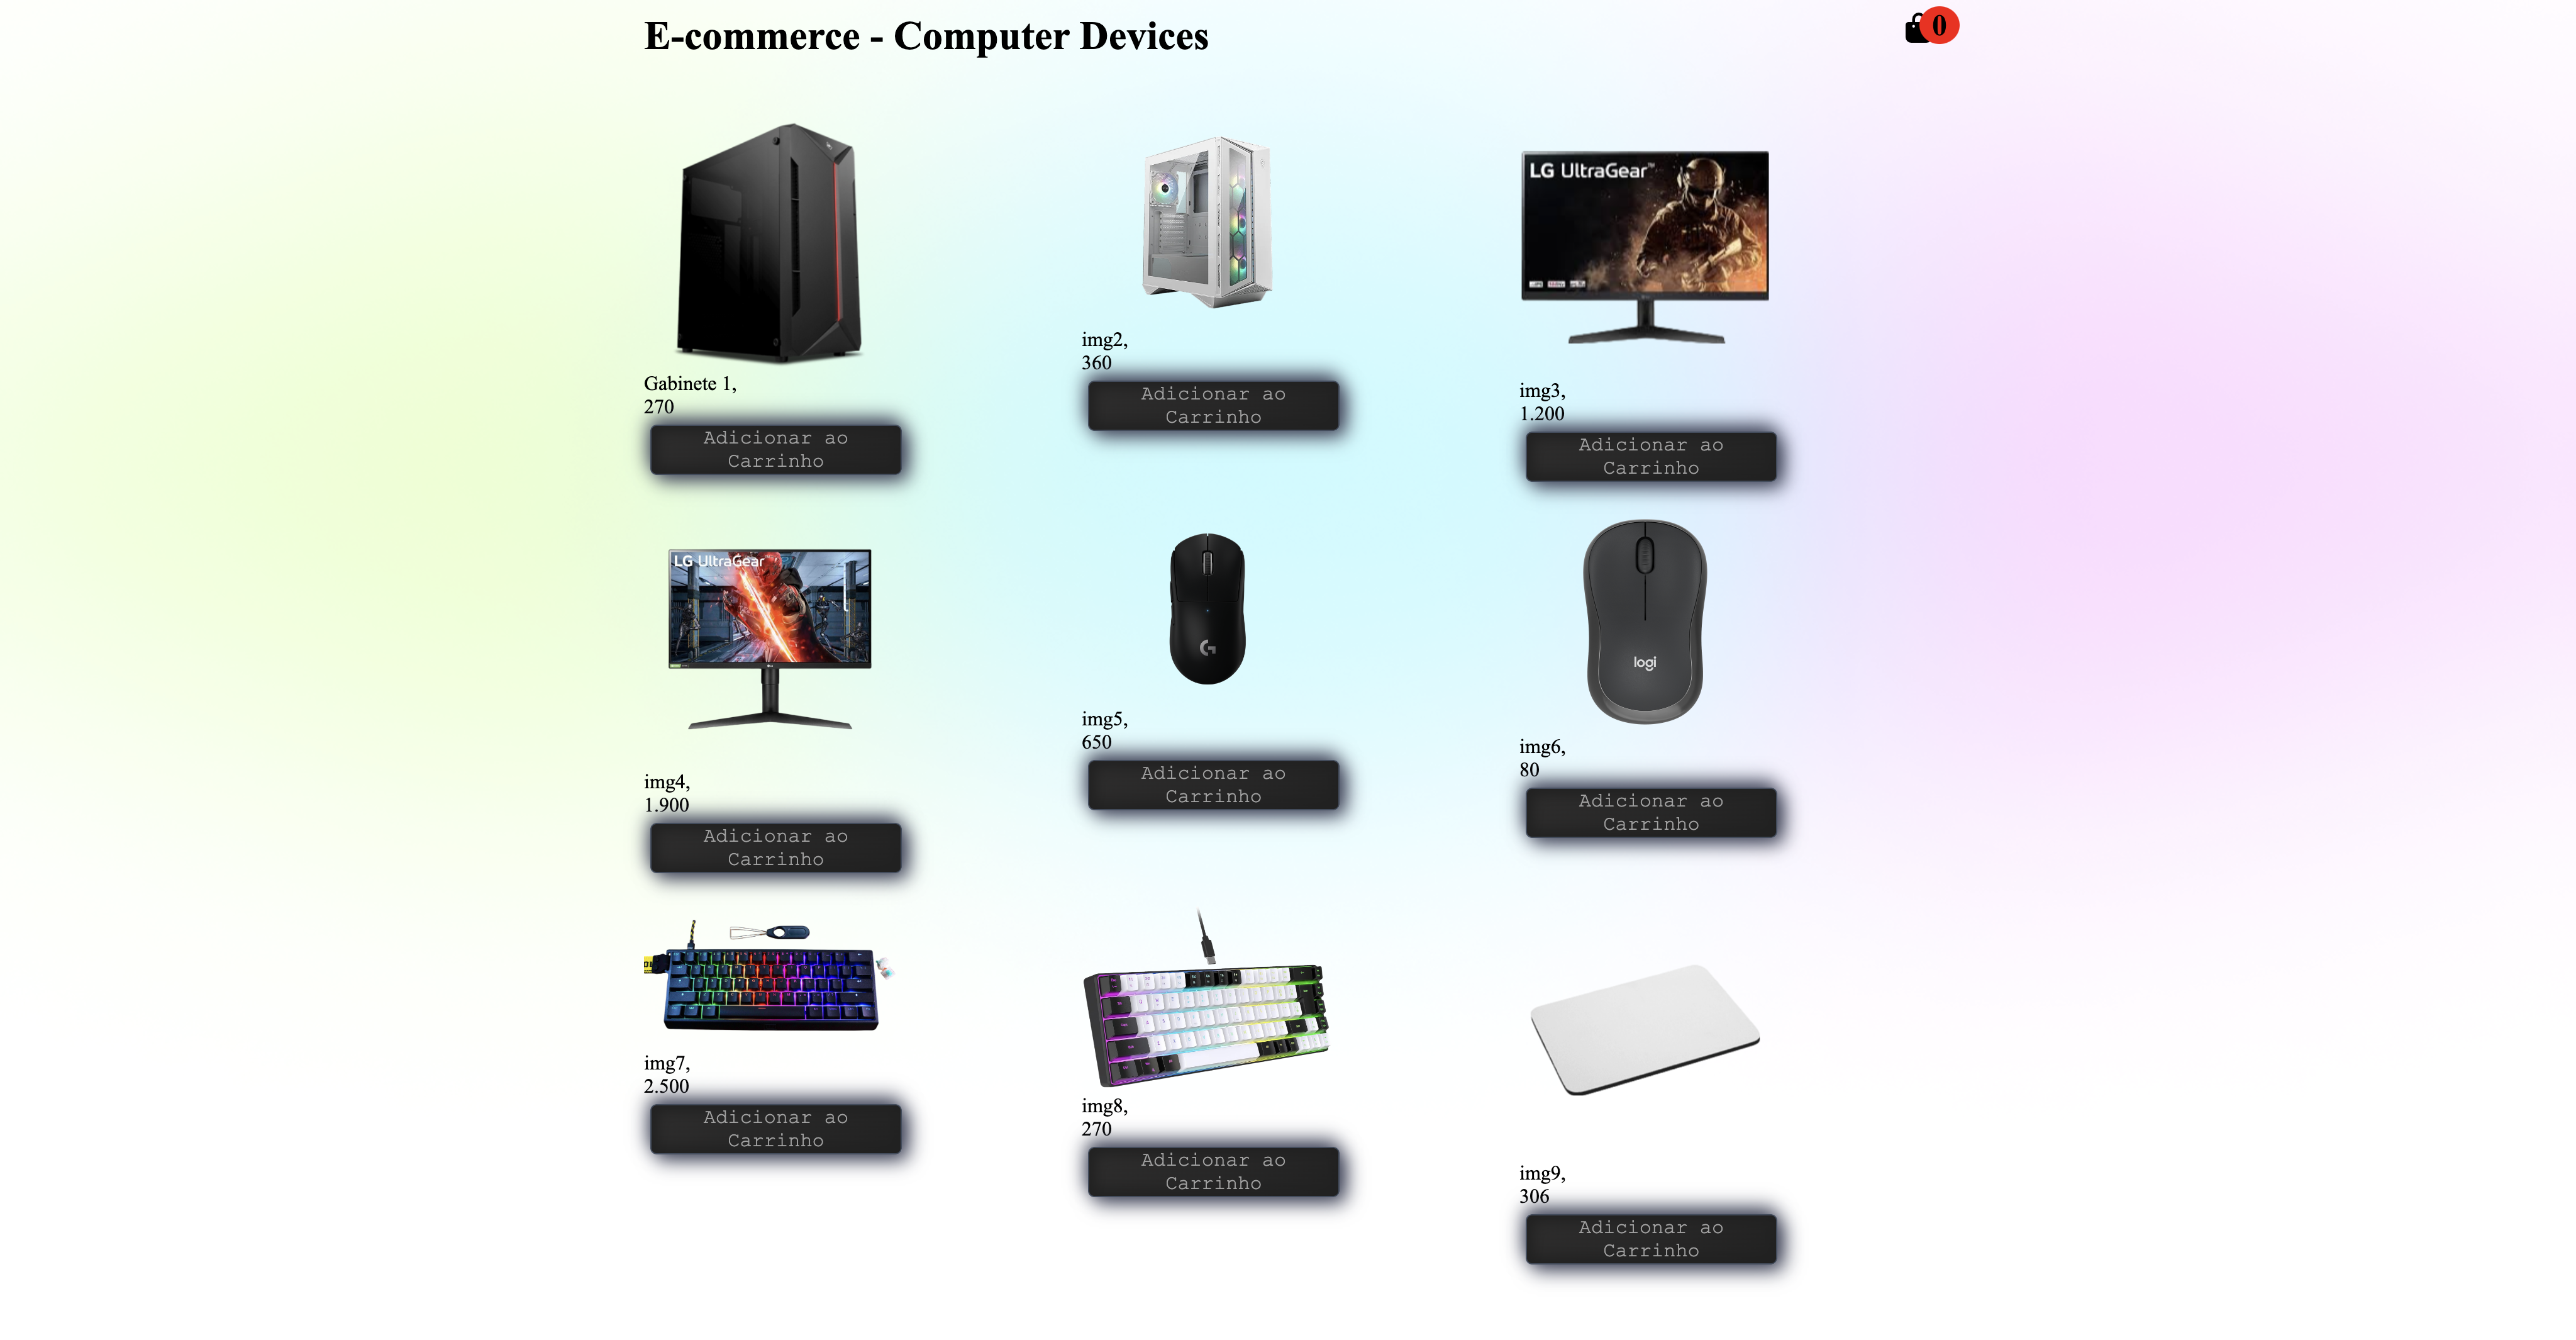 E-commerce - Computer Devices
0
LG UltraGear™
Gabinete 1,
270
Adicionar ao
Carrinho
img2,
360
Adicionar ao
Carrinho
img3,
1.200
Adicionar ao
Carrinho
LG UltraGear
img4,
1.900
Adicionar ao
Carrinho
img5,
650
Adicionar ao
Carrinho
logi
img6,
80
Adicionar ao
Carrinho
img7,
2.500
Adicionar ao
Carrinho
img8,
270
Adicionar ao
Carrinho
img9,
306
Adicionar ao
Carrinho